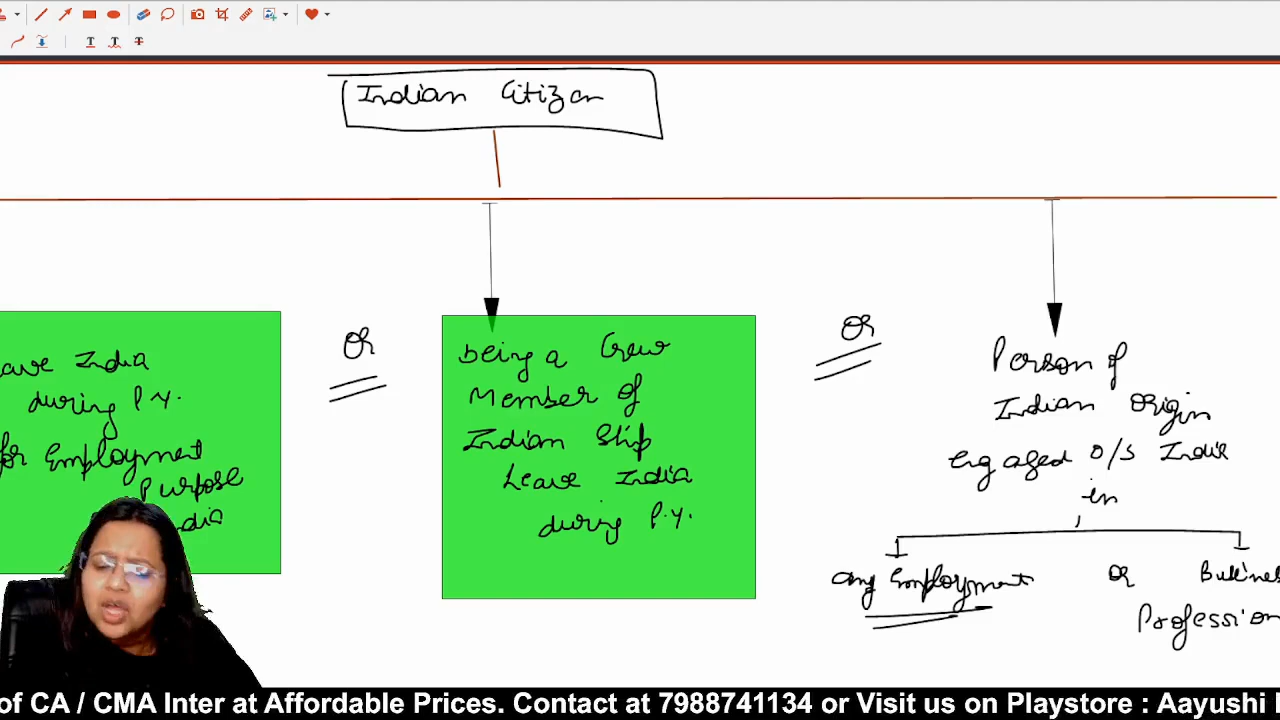 Indian Citizen
Leave India
during P.Y.
for Employment
Purpose
India
OR
being a Crew
Member of
Indian Ship
Leave India
during P.Y.
OR
Person of
Indian Origin
engaged O/S India
in
any Employment
OR
Business
Profession
of CA / CMA Inter at Affordable Prices. Contact at 7988741134 or Visit us on Playstore : Aayushi